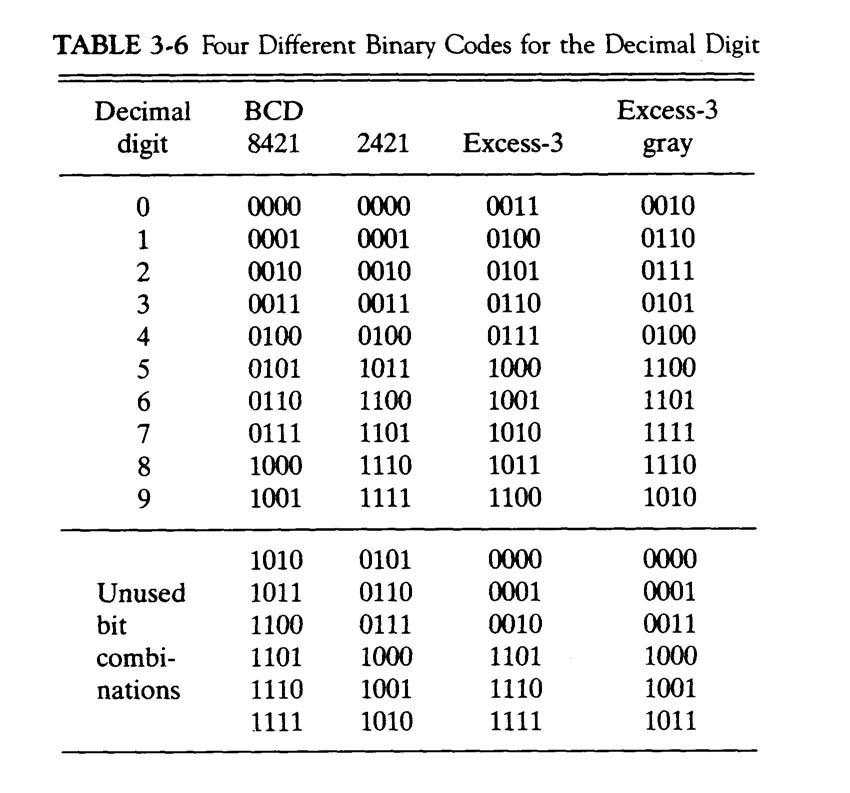 TABLE 3-6 Four Different Binary Codes for the Decimal Digit
Decimal BCD Excess-3
digit 8421 2421 Excess-3 gray
0 0000 0000 0011 0010
1 0001 0001 0100 0110
2 0010 0010 0101 0111
3 0011 0011 0110 0101
4 0100 0100 0111 0100
5 0101 1011 1000 1100
6 0110 1100 1001 1101
7 0111 1101 1010 1111
8 1000 1110 1011 1110
9 1001 1111 1100 1010
1010 0101 0000 0000
Unused 1011 0110 0001 0001
bit 1100 0111 0010 0011
combi- 1101 1000 1101 1000
nations 1110 1001 1110 1001
1111 1010 1111 1011